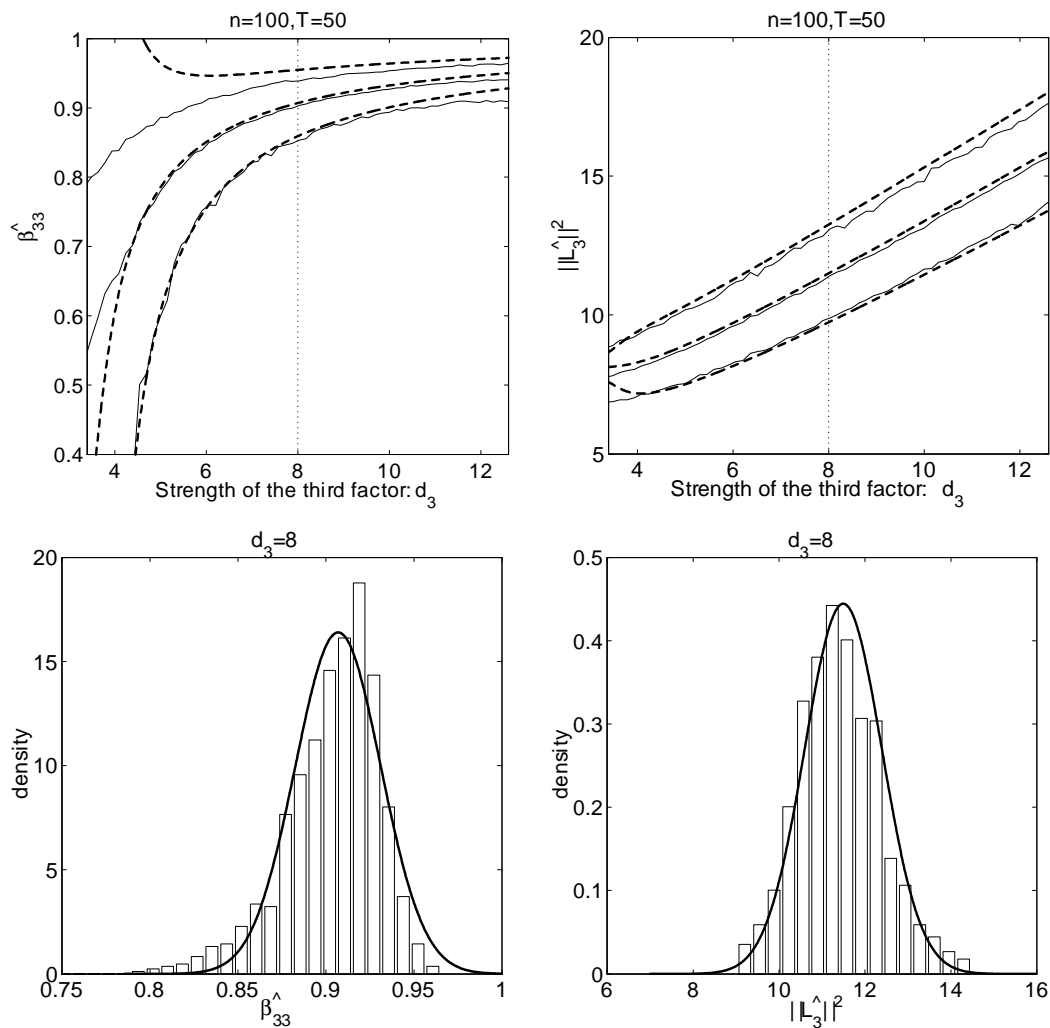 n=100,T=50
1
0.9
0.8
0.7
0.6
0.5
0.4
β^33
4 6 8 10 12
Strength of the third factor: d3
n=100,T=50
20
15
10
5
||L^3||2
4 6 8 10 12
Strength of the third factor: d3
d3=8
20
15
10
5
0
density
0.75 0.8 0.85 0.9 0.95 1
β^33
d3=8
0.5
0.4
0.3
0.2
0.1
0
density
6 8 10 12 14 16
||L^3||2